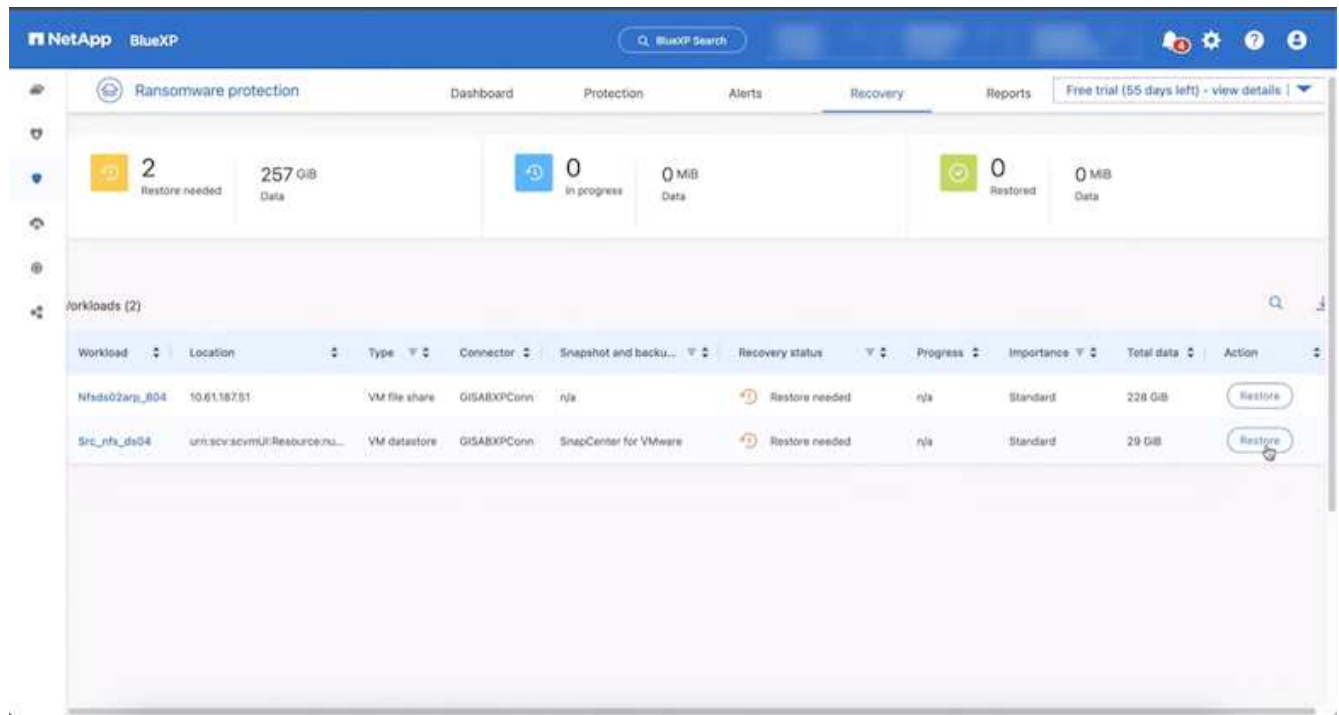 NetApp BlueXP BlueXP Search 4
Ransomware protection Dashboard Protection Alerts Recovery Reports Free trial (55 days left) - view details |
2 257 GiB 0 0 MiB 0 0 MiB
Restore needed Data In progress Data Restored Data
Workloads (2)
Workload Location Type Connector Snapshot and backu... Recovery status Progress Importance Total data Action
Nfsds02arp_804 10.61.187.51 VM file share GISABXPConn n/a Restore needed n/a Standard 228 GiB Restore
Src_nfs_ds04 urn:scv:scvmUI:Resource:nu... VM datastore GISABXPConn SnapCenter for VMware Restore needed n/a Standard 29 GiB Restore